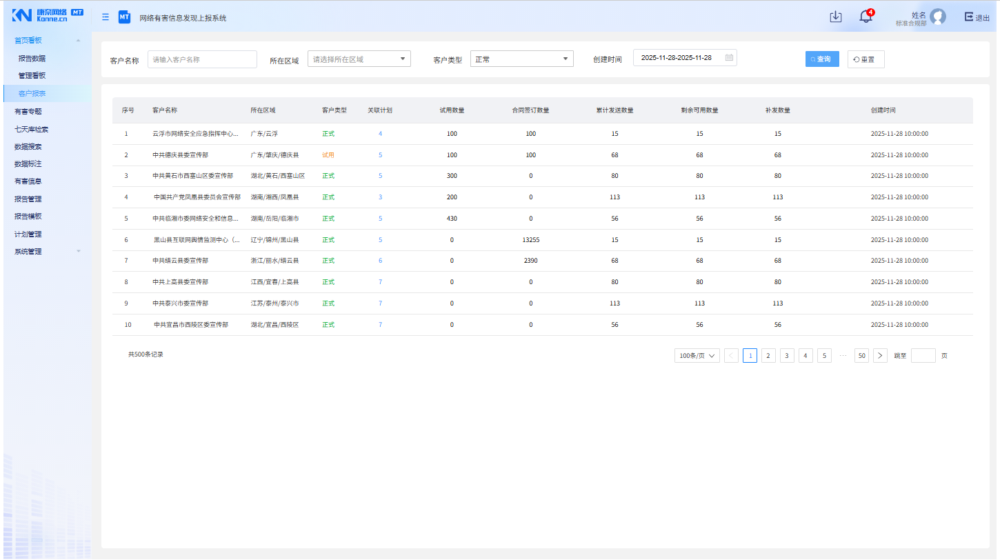 康奈网络 MT
Konne.cn
MT 网络有害信息发现上报系统
4
姓名
标准合规部
退出
首页看板
报告数据
管理看板
客户报表
有害专题
七天库检索
数据搜索
数据标注
有害信息
报告管理
报告模板
计划管理
系统管理
客户名称 请输入客户名称 所在区域 请选择所在区域 客户类型 正常 创建时间 2025-11-28-2025-11-28 查询 重置
序号 客户名称 所在区域 客户类型 关联计划 试用数量 合同签订数量 累计发送数量 剩余可用数量 补发数量 创建时间
1 云浮市网络安全应急指挥中心... 广东/云浮 正式 4 100 100 15 15 15 2025-11-28 10:00:00
2 中共德庆县委宣传部 广东/肇庆/德庆县 试用 5 100 100 68 68 68 2025-11-28 10:00:00
3 中共黄石市西塞山区委宣传部 湖北/黄石/西塞山区 正式 5 300 0 80 80 80 2025-11-28 10:00:00
4 中国共产党凤凰县委员会宣传部 湖南/湘西/凤凰县 正式 3 200 0 113 113 113 2025-11-28 10:00:00
5 中共临湘市委网络安全和信息... 湖南/岳阳/临湘市 正式 5 430 0 56 56 56 2025-11-28 10:00:00
6 黑山县互联网舆情监测中心（... 辽宁/锦州/黑山县 正式 5 0 13255 15 15 15 2025-11-28 10:00:00
7 中共缙云县委宣传部 浙江/丽水/缙云县 正式 6 0 2390 68 68 68 2025-11-28 10:00:00
8 中共上高县委宣传部 江西/宜春/上高县 正式 7 0 0 80 80 80 2025-11-28 10:00:00
9 中共泰兴市委宣传部 江苏/泰州/泰兴市 正式 7 0 0 113 113 113 2025-11-28 10:00:00
10 中共宜昌市西陵区委宣传部 湖北/宜昌/西陵区 正式 7 0 0 56 56 56 2025-11-28 10:00:00
共500条记录 100条/页 1 2 3 4 5 ··· 50 跳至 页